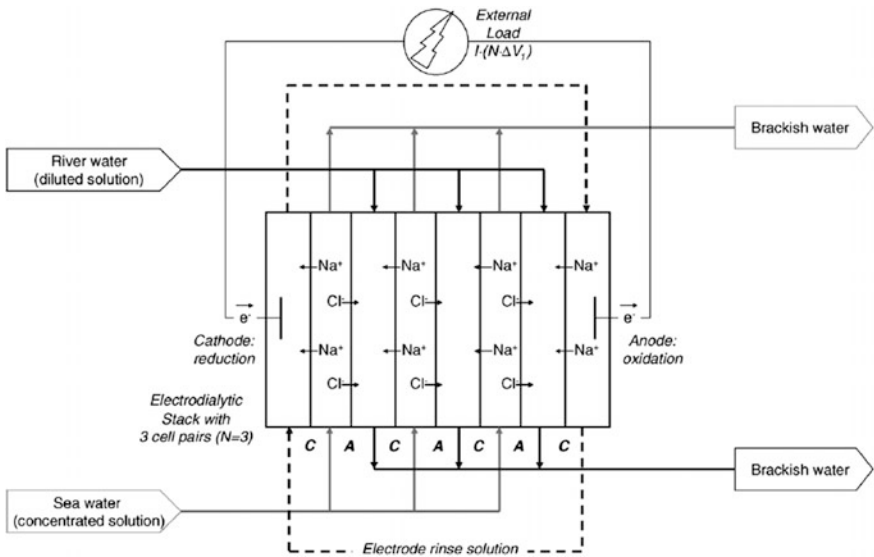 External
Load
I·(N·ΔV₁)
Brackish water
River water
(diluted solution)
Na⁺ Na⁺ Na⁺ Na⁺
Cl⁻ Cl⁻ Cl⁻
e⁻ e⁻
Cathode:
reduction
Anode:
oxidation
Na⁺ Na⁺ Na⁺ Na⁺
Cl⁻ Cl⁻ Cl⁻
Electrodialytic
Stack with
3 cell pairs (N=3)
C A C A C A C
Brackish water
Sea water
(concentrated solution)
Electrode rinse solution